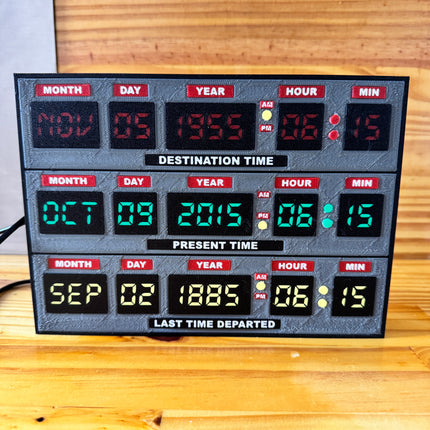 MONTH DAY YEAR HOUR MIN
AM
NOV 05 1955 06 15
PM
DESTINATION TIME
MONTH DAY YEAR HOUR MIN
AM
OCT 09 2015 06 15
PM
PRESENT TIME
MONTH DAY YEAR HOUR MIN
AM
SEP 02 1885 06 15
PM
LAST TIME DEPARTED